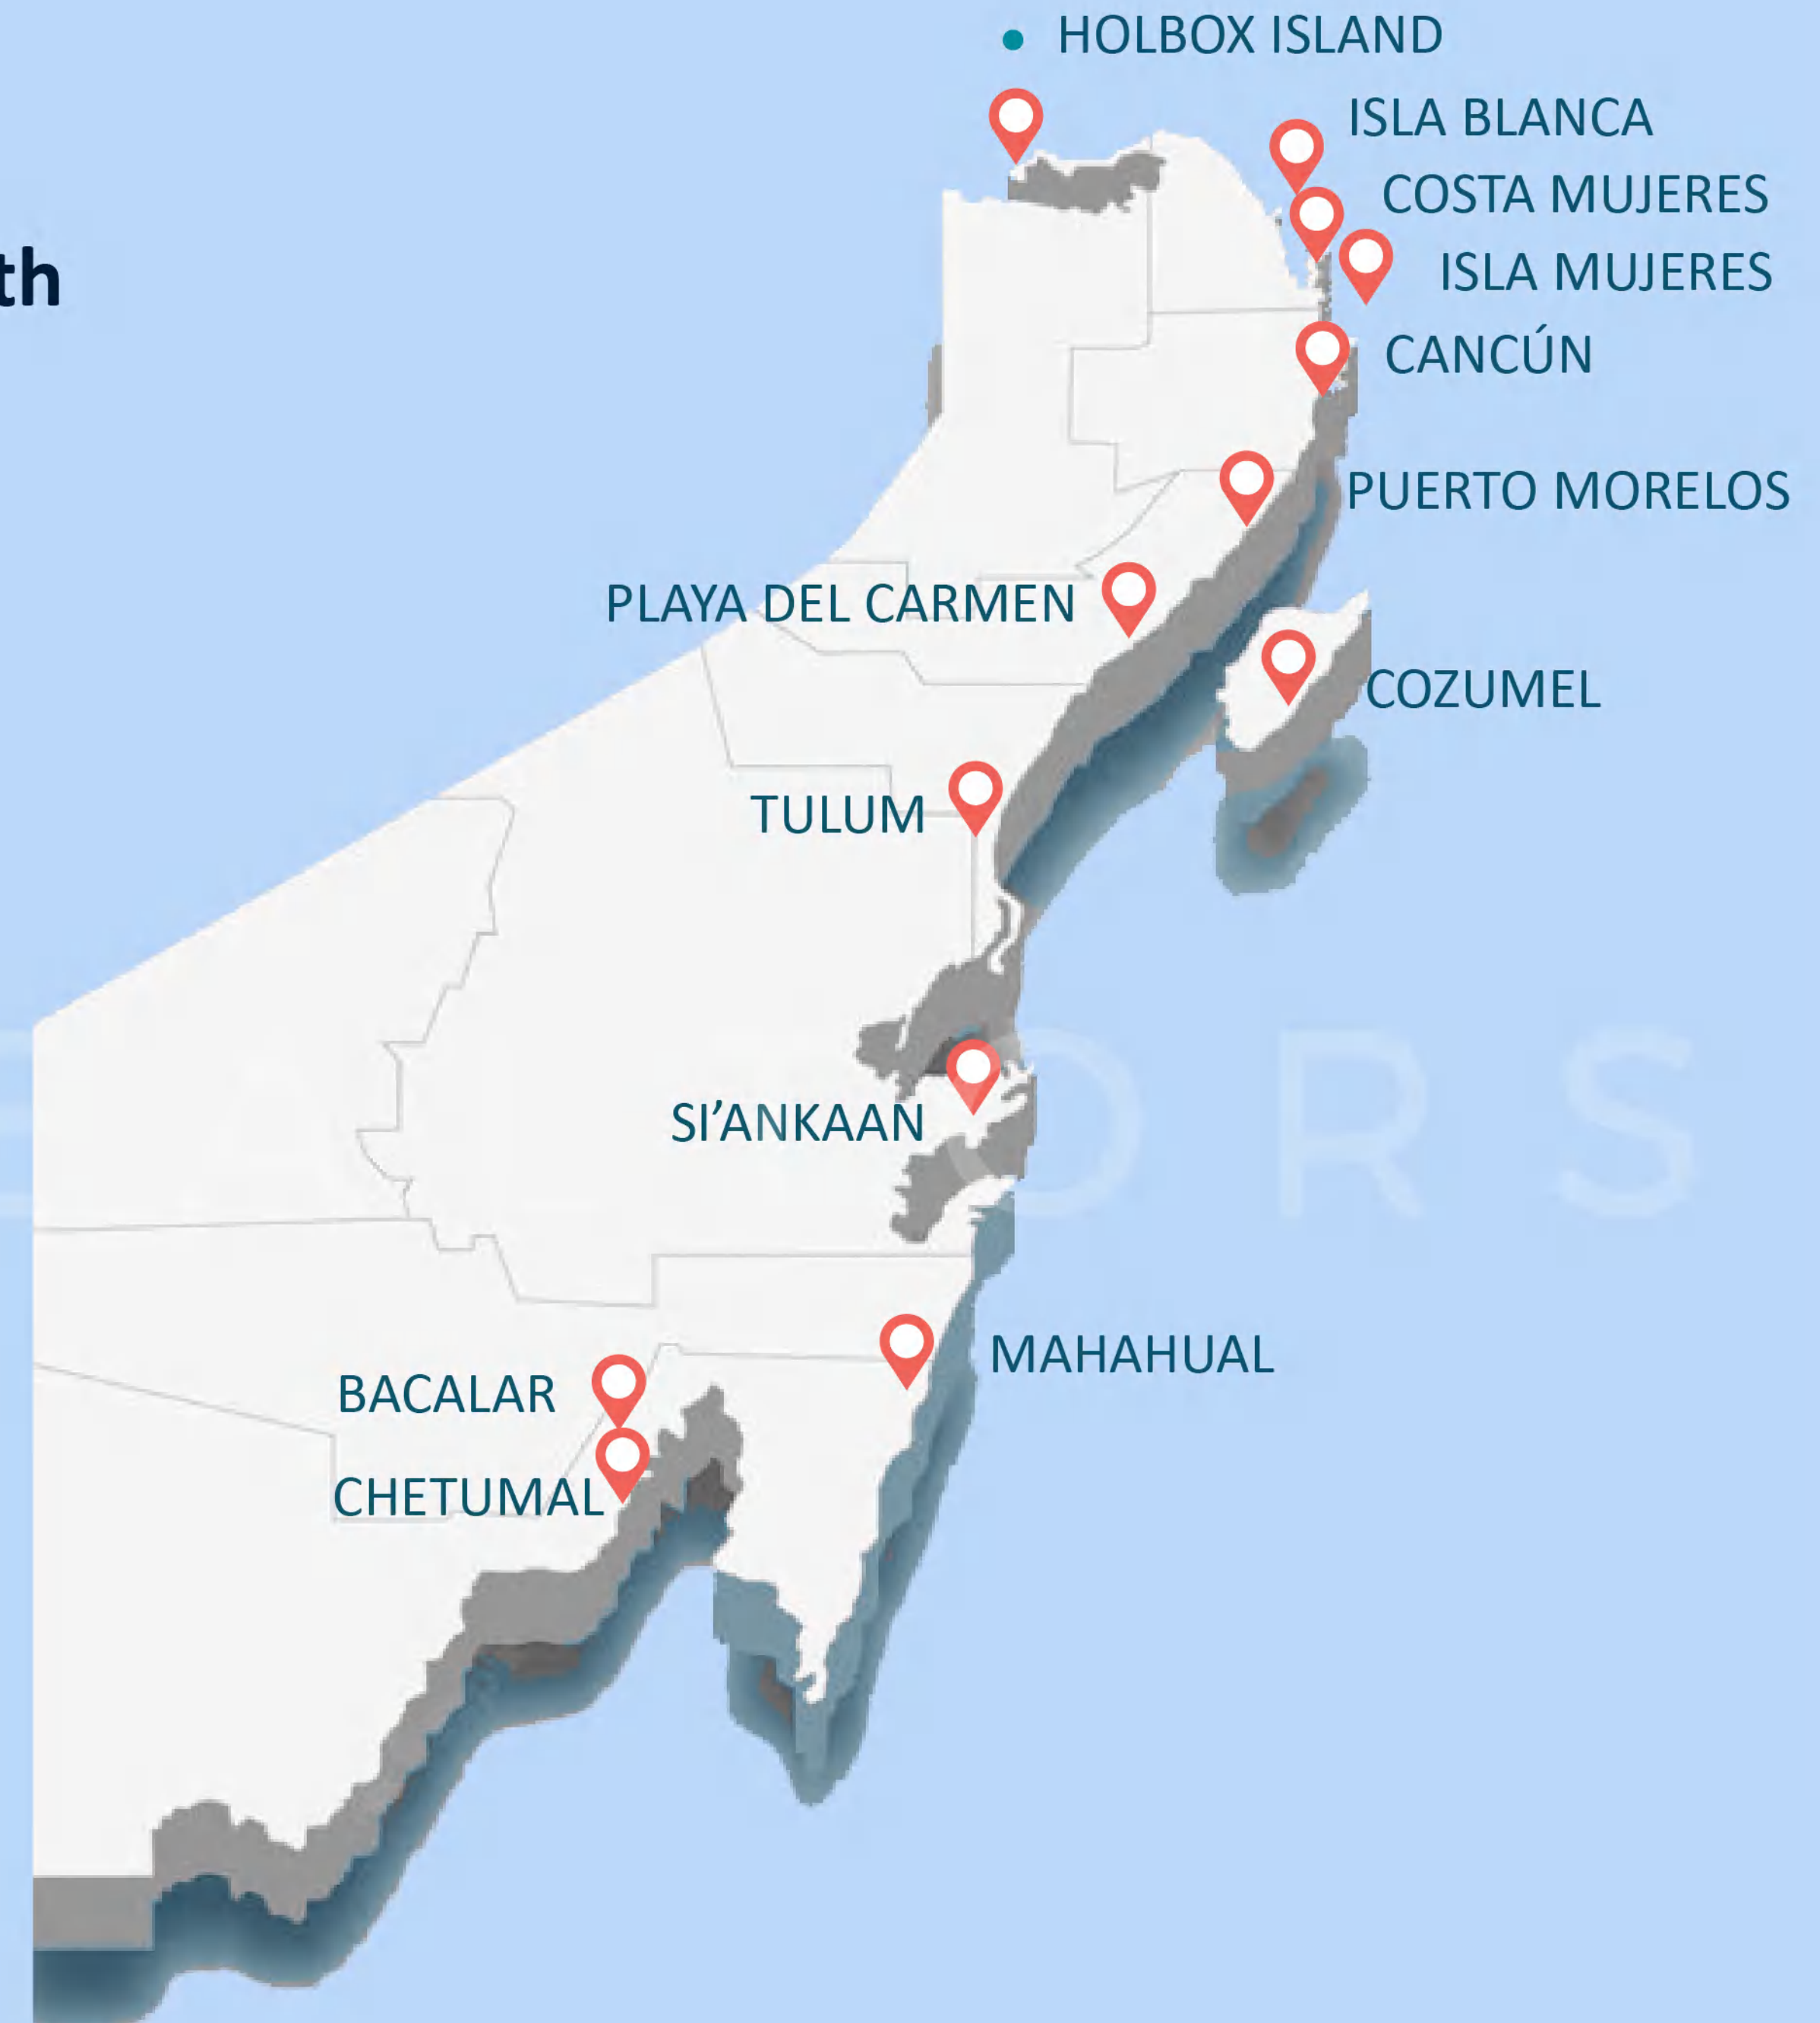 HOLBOX ISLAND
ISLA BLANCA
COSTA MUJERES
th
ISLA MUJERES
CANCÚN
PUERTO MORELOS
PLAYA DEL CARMEN
COZUMEL
TULUM
ORS
SI’ANKAAN
MAHAHUAL
BACALAR
CHETUMAL